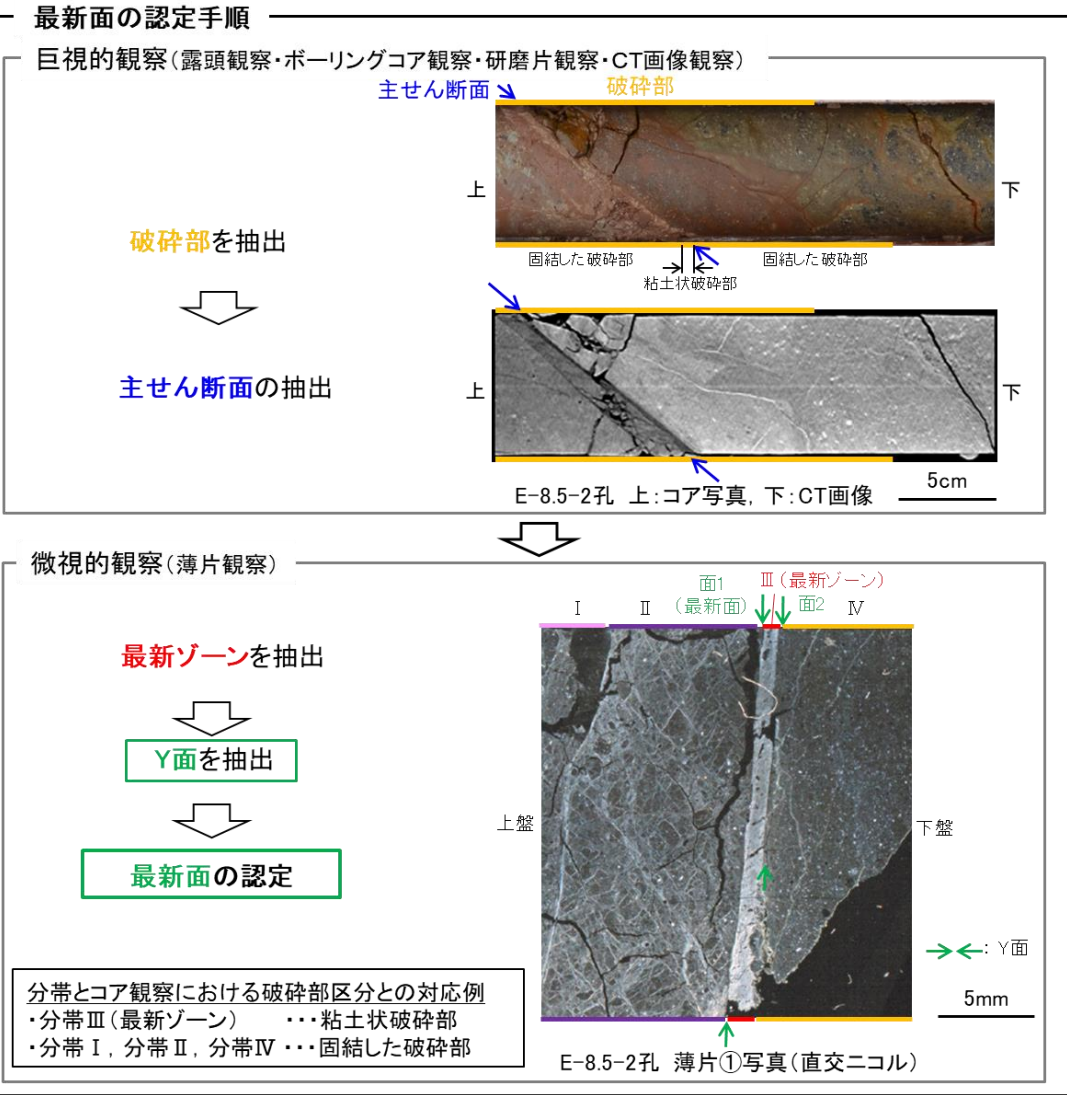 最新面の認定手順
巨視的観察(露頭観察・ボーリングコア観察・研磨片観察・CT画像観察)
主せん断面
破砕部
上
下
破砕部を抽出
固結した破砕部
固結した破砕部
粘土状破砕部
主せん断面の抽出
上
下
5cm
E-8.5-2孔 上:コア写真, 下:CT画像
微視的観察(薄片観察)
面1
(最新面)
Ⅲ(最新ゾーン)
面2
Ⅰ
Ⅱ
Ⅳ
最新ゾーンを抽出
Y面を抽出
上盤
下盤
最新面の認定
:Y面
5mm
分帯とコア観察における破砕部区分との対応例
・分帯Ⅲ(最新ゾーン) ・・・粘土状破砕部
・分帯Ⅰ, 分帯Ⅱ, 分帯Ⅳ ・・・固結した破砕部
E-8.5-2孔 薄片①写真(直交ニコル)